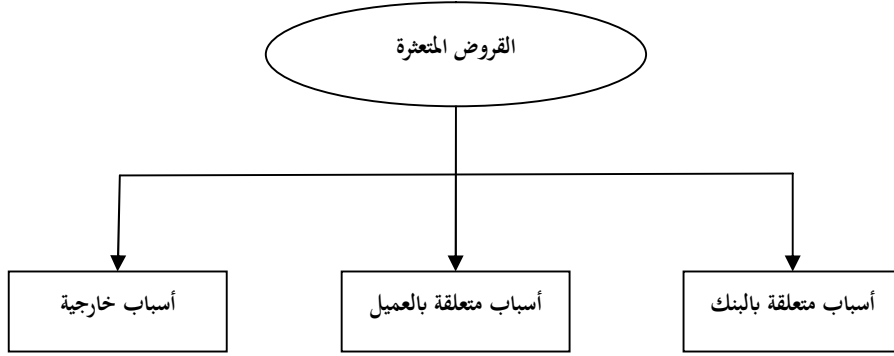 القروض المتعثرة
أسباب متعلقة بالبنك
أسباب متعلقة بالعميل
أسباب خارجية